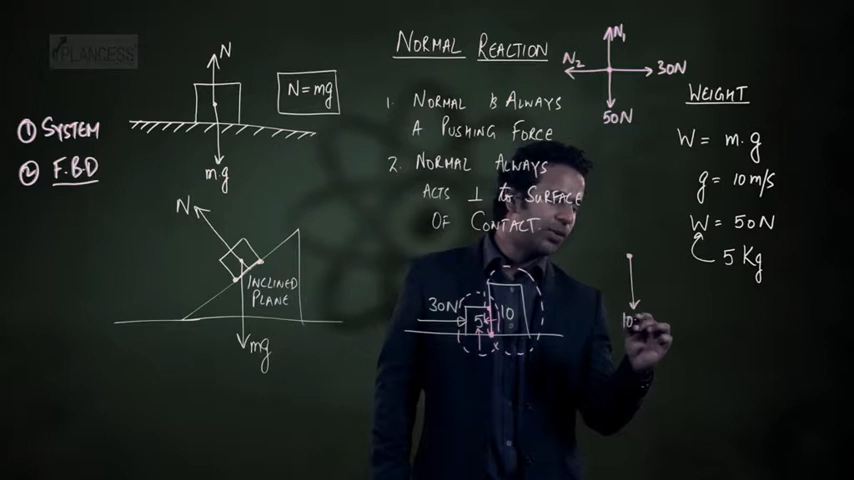 PLANCESS
N
N = mg
① SYSTEM
② F.B.D
m.g
N
INCLINED
PLANE
mg
NORMAL REACTION
1. NORMAL IS ALWAYS
A PUSHING FORCE
2. NORMAL ALWAYS
ACTS ⊥ to SURFACE
OF CONTACT.
30N
5
10
x
N1
N2
30N
50N
10
WEIGHT
W = m.g
g = 10 m/s
W = 50N
5 Kg